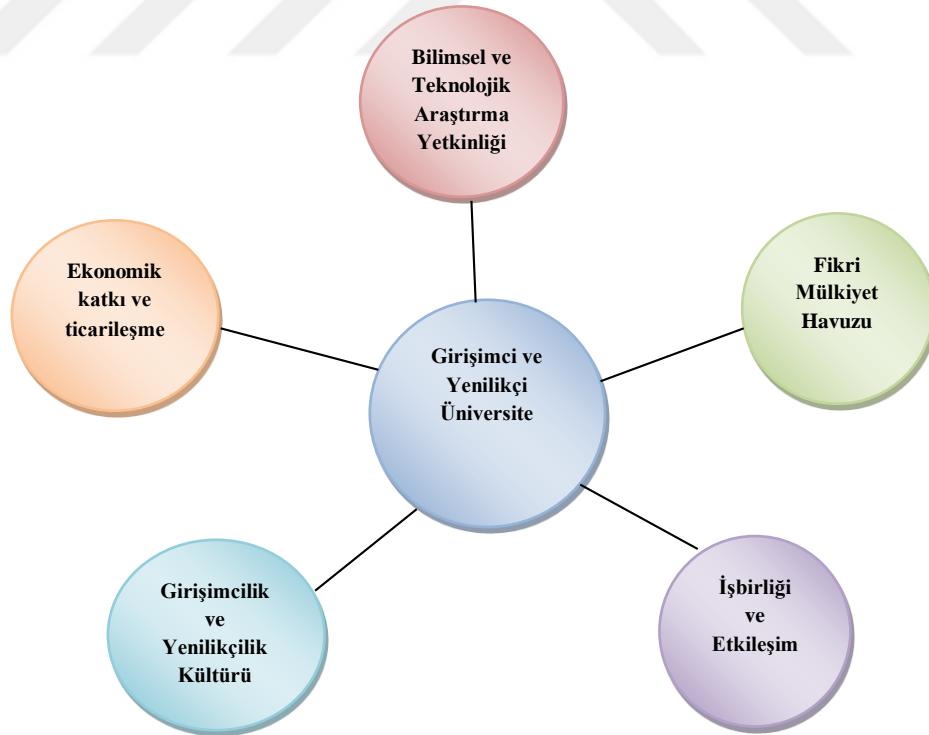 Bilimsel ve
Teknolojik
Araştırma
Yetkinliği
Ekonomik
katkı ve
ticarileşme
Fikri
Mülkiyet
Havuzu
Girişimci ve
Yenilikçi
Üniversite
Girişimcilik
ve
Yenilikçilik
Kültürü
İşbirliği
ve
Etkileşim